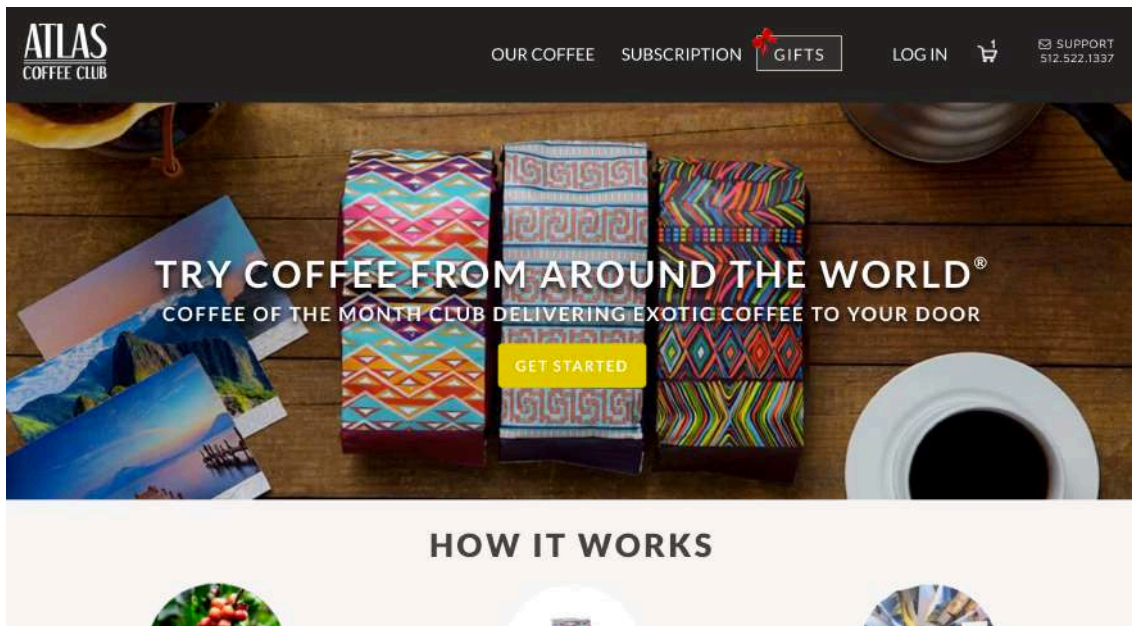 ATLAS
COFFEE CLUB
OUR COFFEE
SUBSCRIPTION
GIFTS
LOG IN
1
SUPPORT
512.522.1337
TRY COFFEE FROM AROUND THE WORLD®
COFFEE OF THE MONTH CLUB DELIVERING EXOTIC COFFEE TO YOUR DOOR
GET STARTED
HOW IT WORKS